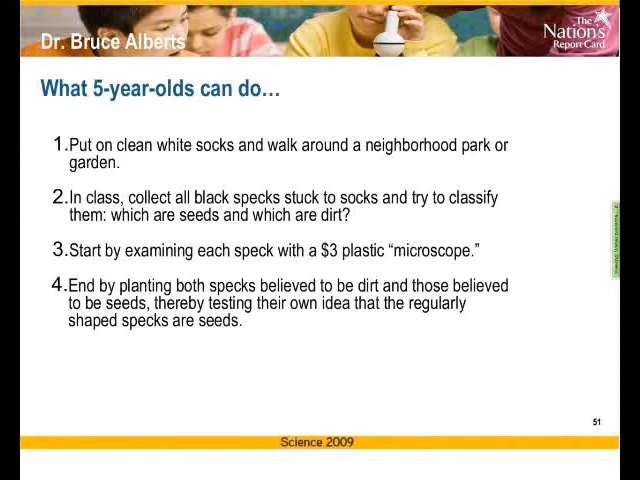 Dr. Bruce Alberts
The
Nation's
Report Card
What 5-year-olds can do…
1.Put on clean white socks and walk around a neighborhood park or
garden.
2.In class, collect all black specks stuck to socks and try to classify
them: which are seeds and which are dirt?
3.Start by examining each speck with a $3 plastic “microscope.”
4.End by planting both specks believed to be dirt and those believed
to be seeds, thereby testing their own idea that the regularly
shaped specks are seeds.
51
Science 2009